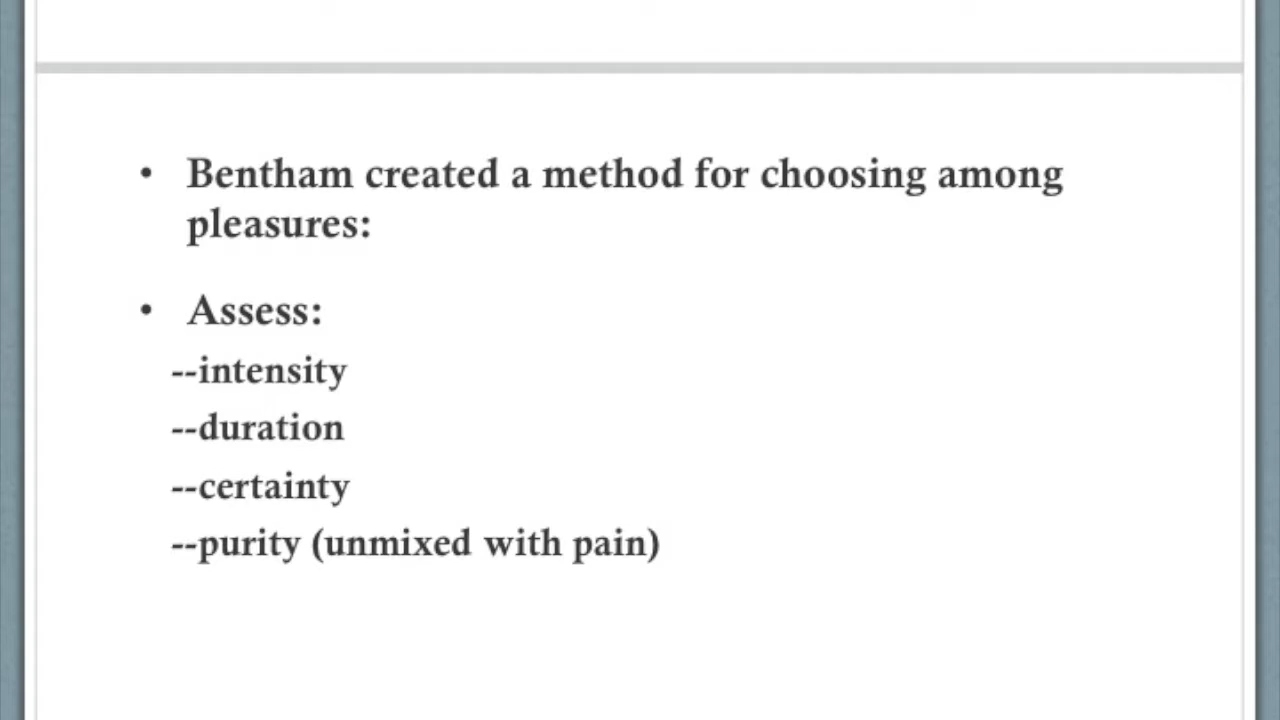 • Bentham created a method for choosing among
pleasures:
• Assess:
--intensity
--duration
--certainty
--purity (unmixed with pain)